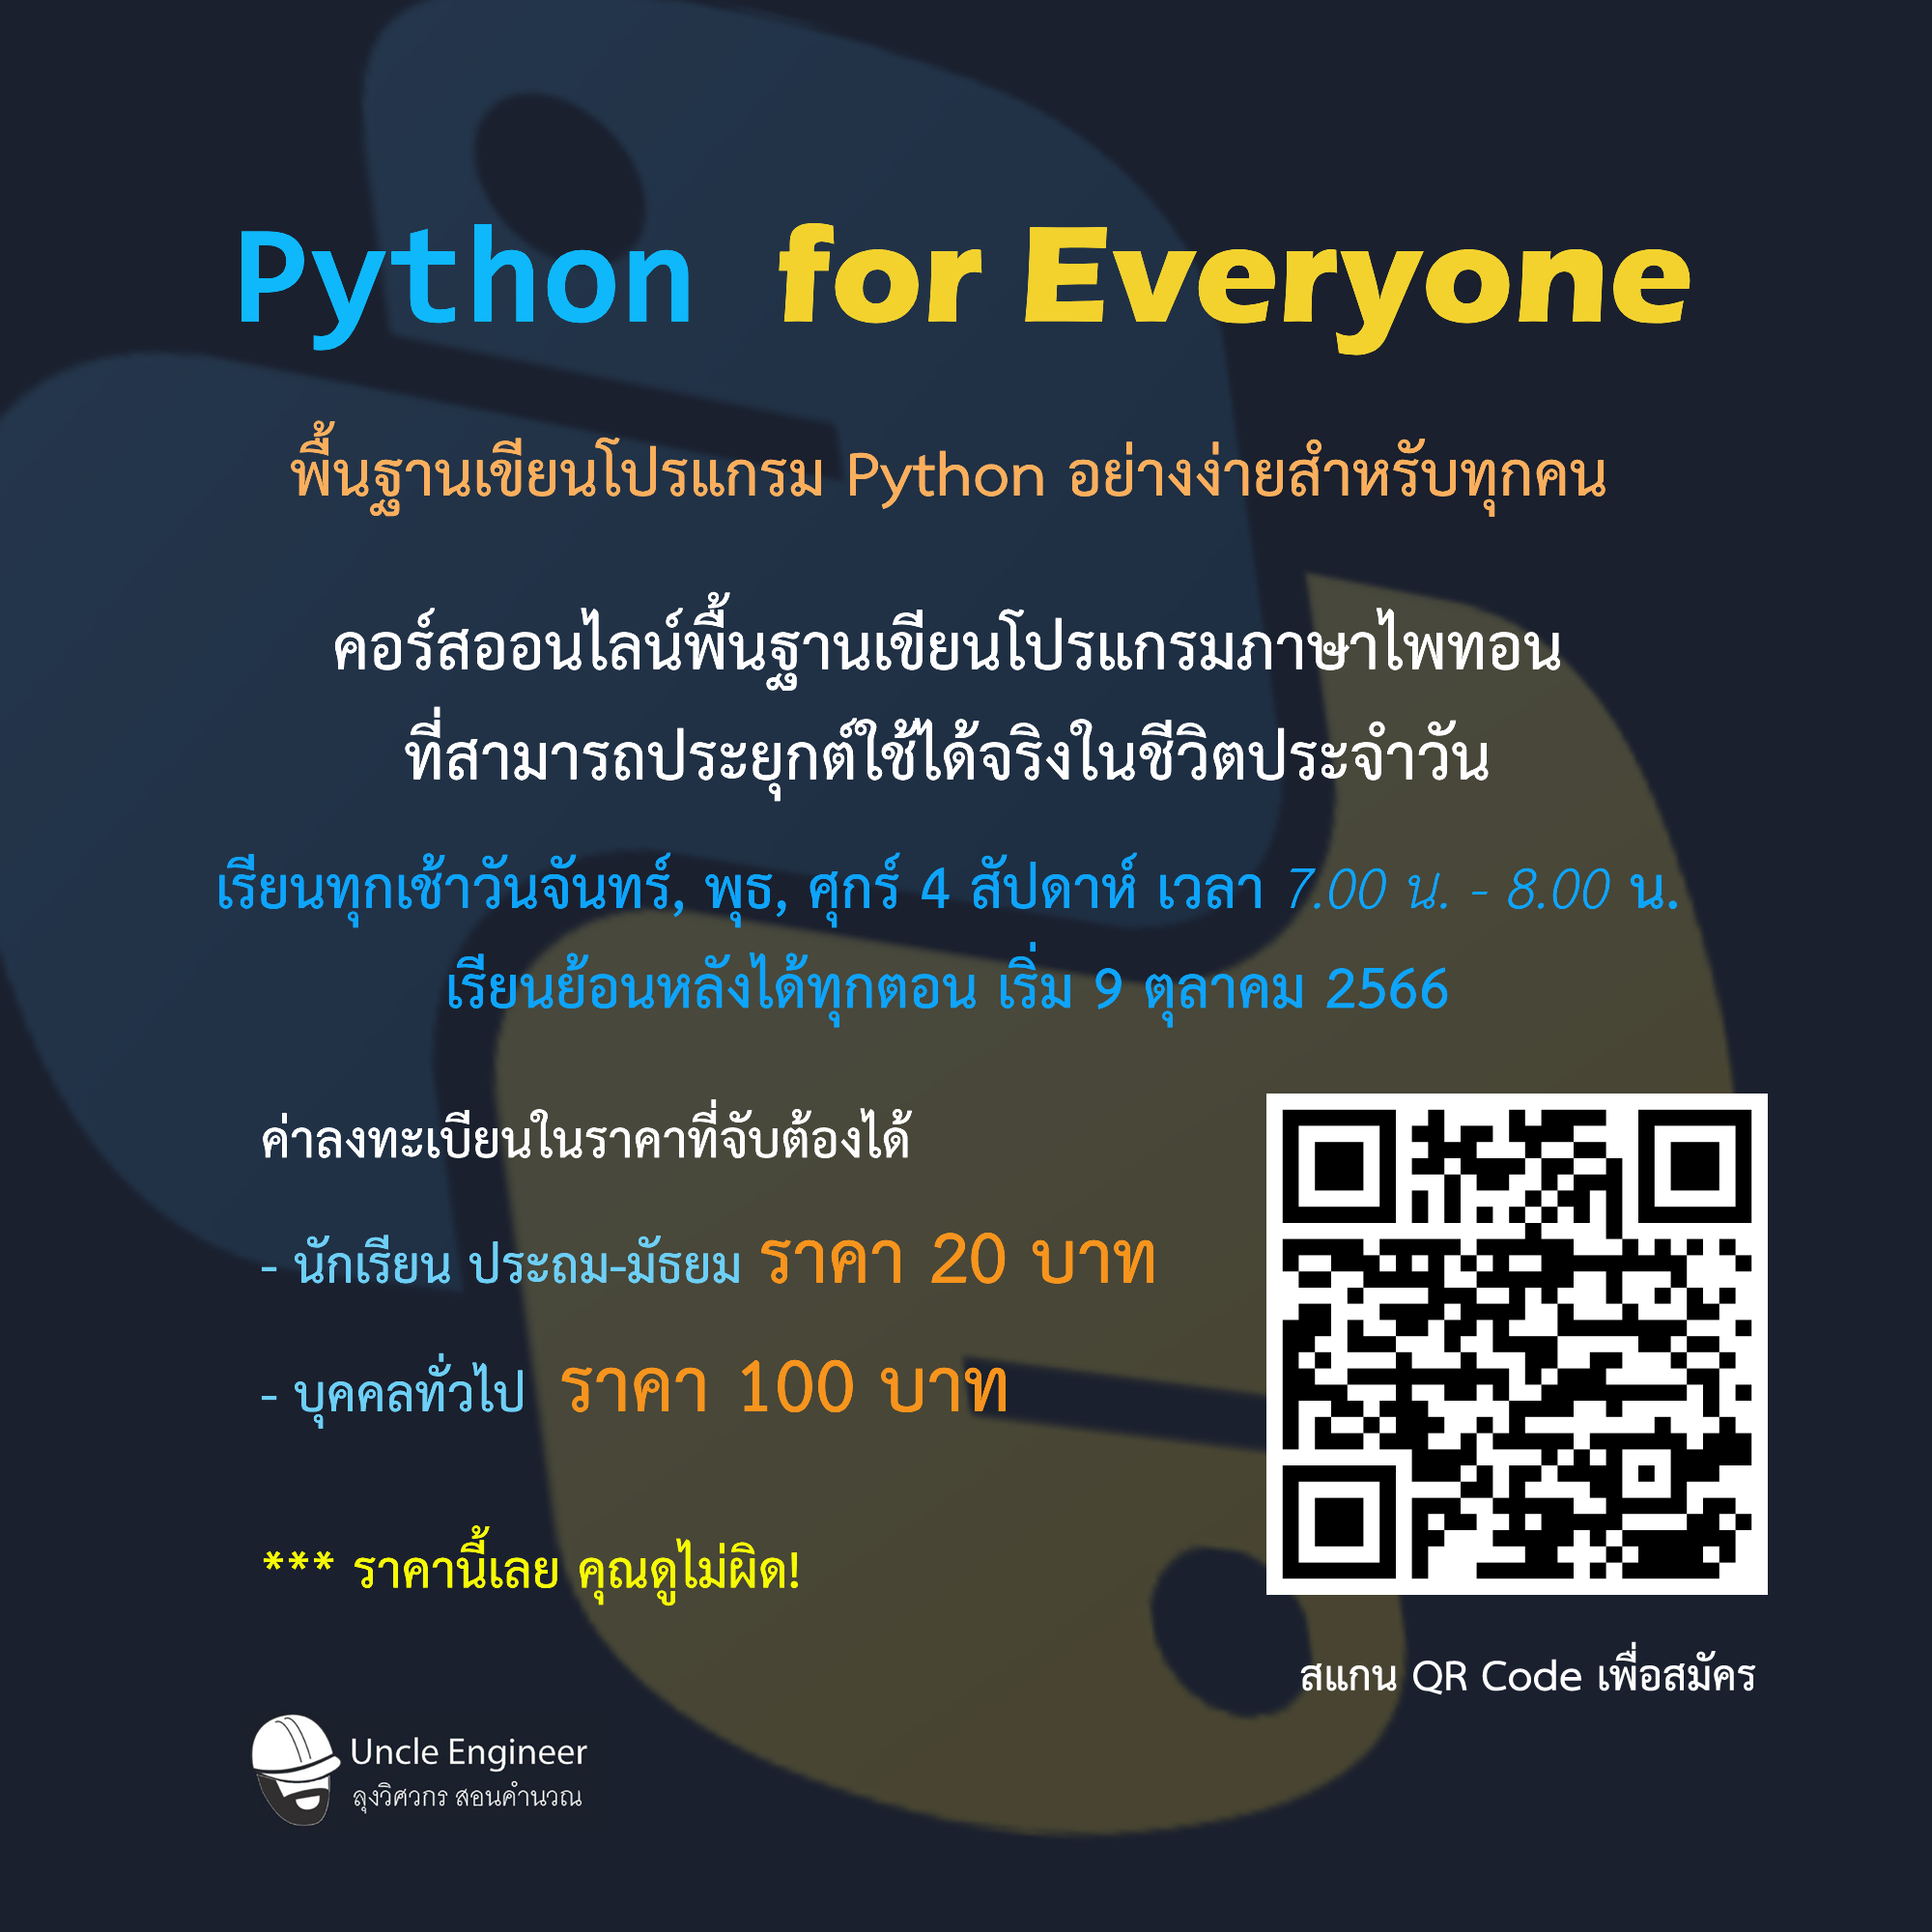 Python for Everyone
พื้นฐานเขียนโปรแกรม Python อย่างง่ายสำหรับทุกคน
คอร์สออนไลน์พื้นฐานเขียนโปรแกรมภาษาไพทอน
ที่สามารถประยุกต์ใช้ได้จริงในชีวิตประจำวัน
เรียนทุกเช้าวันจันทร์, พุธ, ศุกร์ 4 สัปดาห์ เวลา 7.00 น. - 8.00 น.
เรียนย้อนหลังได้ทุกตอน เริ่ม 9 ตุลาคม 2566
ค่าลงทะเบียนในราคาที่จับต้องได้
- นักเรียน ประถม-มัธยม ราคา 20 บาท
- บุคคลทั่วไป ราคา 100 บาท
*** ราคานี้เลย คุณดูไม่ผิด!
สแกน QR Code เพื่อสมัคร
Uncle Engineer
ลุงวิศวกร สอนคำนวณ